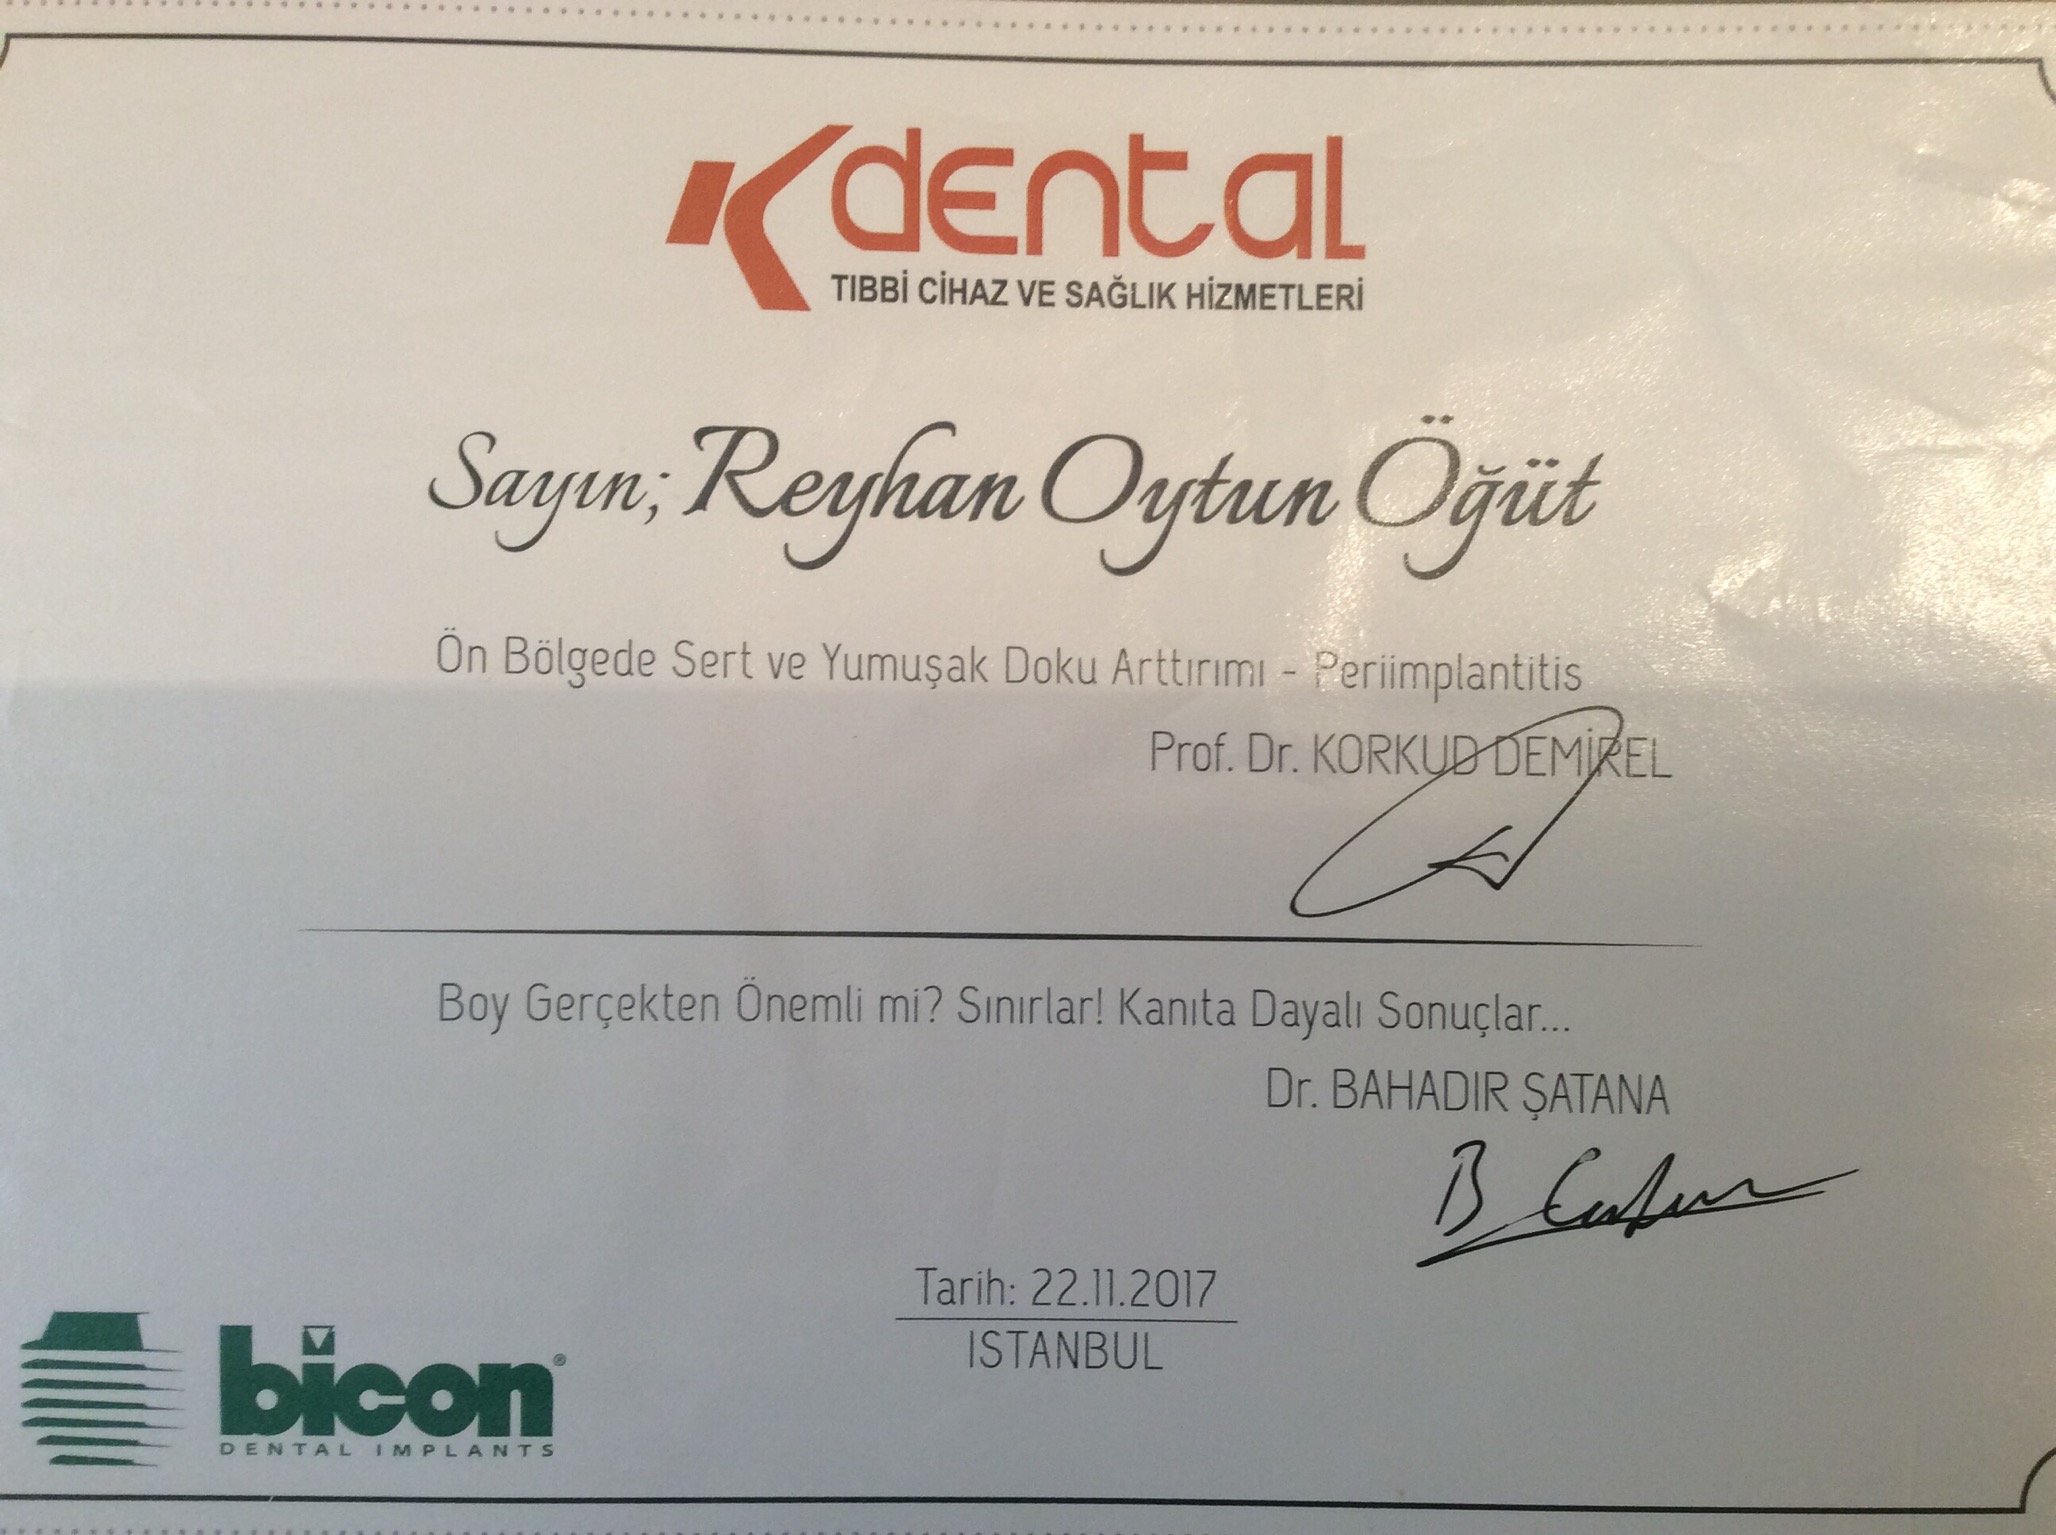 Kdental
TIBBİ CİHAZ VE SAĞLIK HİZMETLERİ
Sayın; Reyhan Oytun Öğüt
Ön Bölgede Sert ve Yumuşak Doku Arttırımı - Periimplantitis
Prof. Dr. KORKUD DEMİREL
Boy Gerçekten Önemli mi? Sınırlar! Kanıta Dayalı Sonuçlar...
Dr. BAHADIR ŞATANA
Tarih: 22.11.2017
ISTANBUL
bicon®
DENTAL IMPLANTS